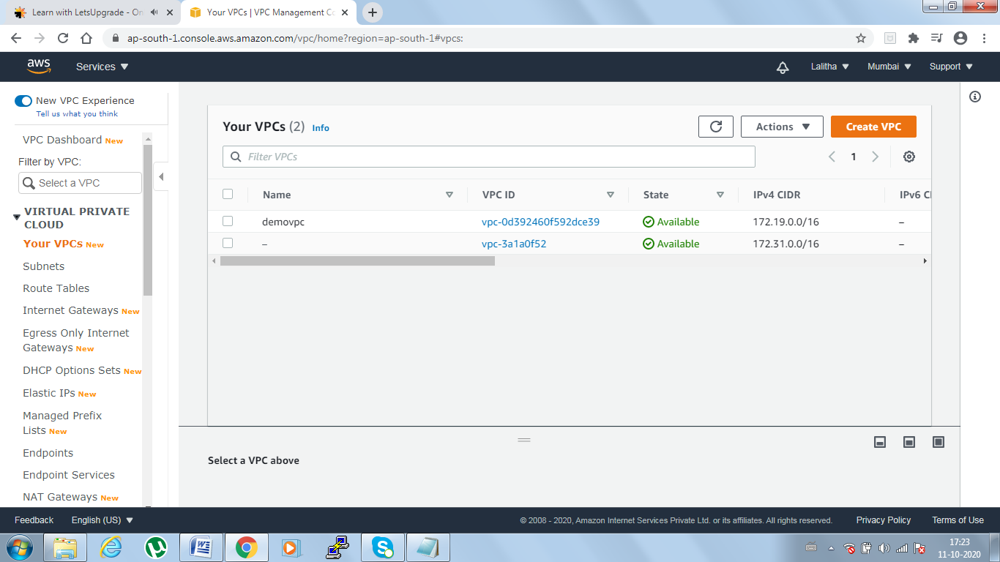 Learn with LetsUpgrade - On
Your VPCs | VPC Management Co
ap-south-1.console.aws.amazon.com/vpc/home?region=ap-south-1#vpcs:
aws
Services
Lalitha
Mumbai
Support
New VPC Experience
Tell us what you think
VPC Dashboard New
Filter by VPC:
Select a VPC
VIRTUAL PRIVATE
CLOUD
Your VPCs New
Subnets
Route Tables
Internet Gateways New
Egress Only Internet
Gateways New
DHCP Options Sets New
Elastic IPs New
Managed Prefix
Lists New
Endpoints
Endpoint Services
NAT Gateways New
Your VPCs (2) Info
Actions
Create VPC
Filter VPCs
1
Name VPC ID State IPv4 CIDR IPv6 CI
demovpc vpc-0d392460f592dce39 Available 172.19.0.0/16 –
– vpc-3a1a0f52 Available 172.31.0.0/16 –
Select a VPC above
Feedback English (US)
© 2008 - 2020, Amazon Internet Services Private Ltd. or its affiliates. All rights reserved. Privacy Policy Terms of Use
17:23
11-10-2020